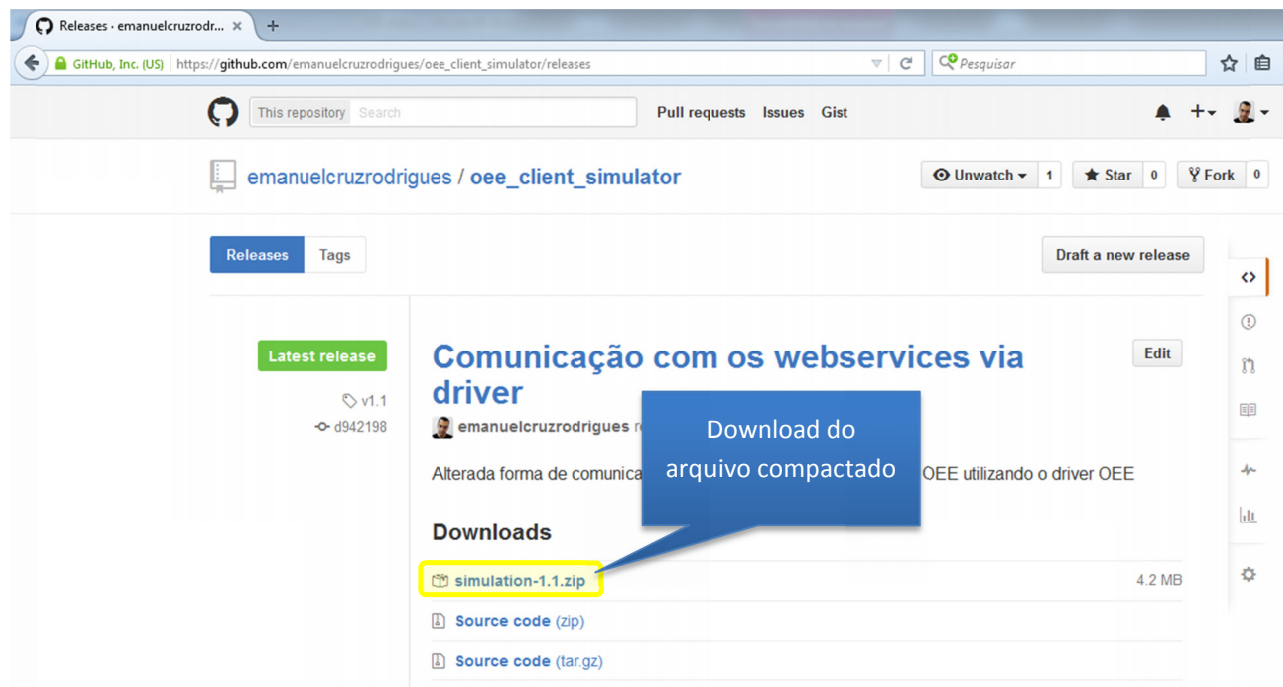 Releases · emanuelcruzrodr...
GitHub, Inc. (US) https://github.com/emanuelcruzrodrigues/oee_client_simulator/releases Pesquisar
This repository Search Pull requests Issues Gist
emanuelcruzrodrigues / oee_client_simulator Unwatch 1 Star 0 Fork 0
Releases Tags Draft a new release
Latest release Comunicação com os webservices via Edit
driver
v1.1
d942198 emanuelcruzrodrigues
Download do
arquivo compactado
Alterada forma de comunica OEE utilizando o driver OEE
Downloads
simulation-1.1.zip 4.2 MB
Source code (zip)
Source code (tar.gz)